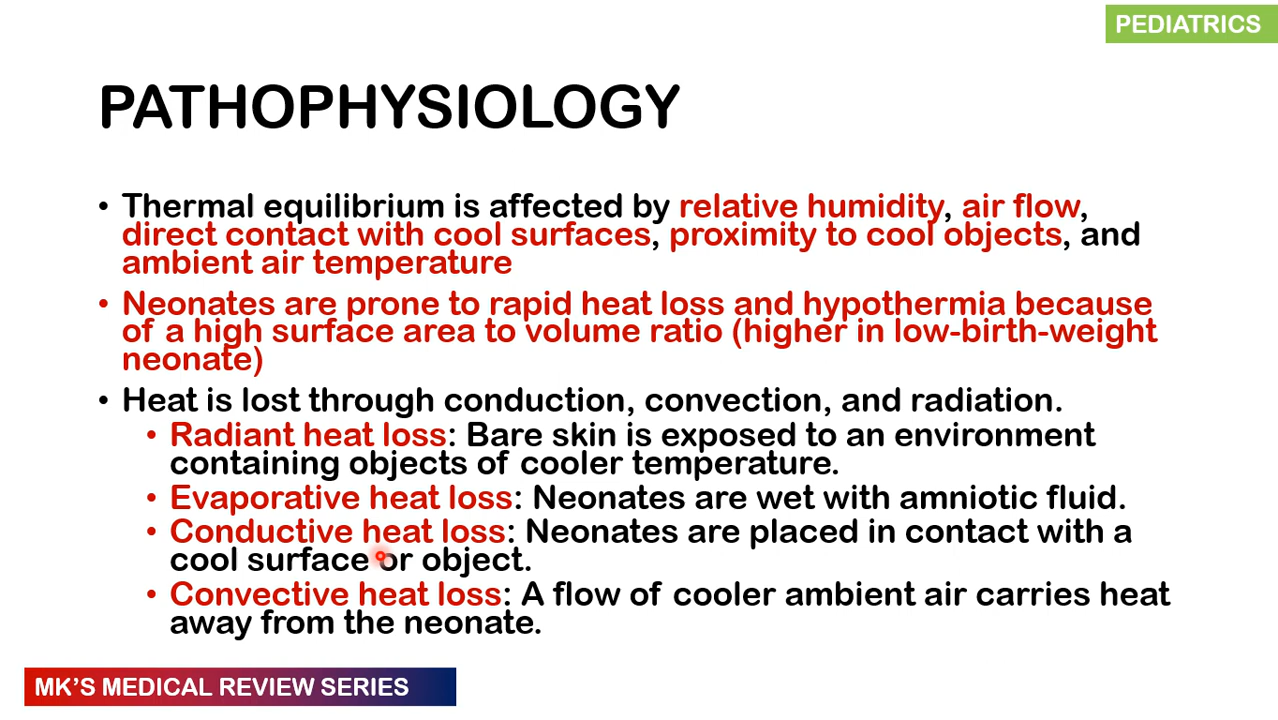 PEDIATRICS
PATHOPHYSIOLOGY
• Thermal equilibrium is affected by relative humidity, air flow,
direct contact with cool surfaces, proximity to cool objects, and
ambient air temperature
• Neonates are prone to rapid heat loss and hypothermia because
of a high surface area to volume ratio (higher in low-birth-weight
neonate)
• Heat is lost through conduction, convection, and radiation.
• Radiant heat loss: Bare skin is exposed to an environment
containing objects of cooler temperature.
• Evaporative heat loss: Neonates are wet with amniotic fluid.
• Conductive heat loss: Neonates are placed in contact with a
cool surface or object.
• Convective heat loss: A flow of cooler ambient air carries heat
away from the neonate.
MK'S MEDICAL REVIEW SERIES